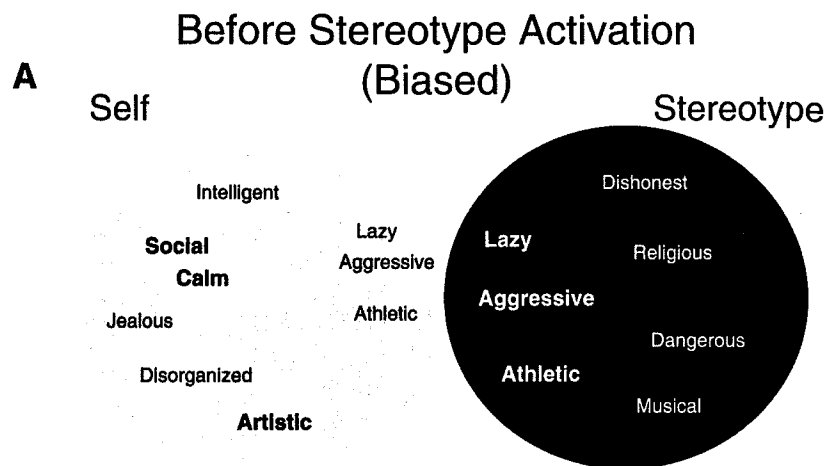 Before Stereotype Activation
A
(Biased)
Self
Stereotype
Intelligent
Social
Calm
Jealous
Disorganized
Artistic
Lazy
Aggressive
Athletic
Lazy
Aggressive
Athletic
Dishonest
Religious
Dangerous
Musical